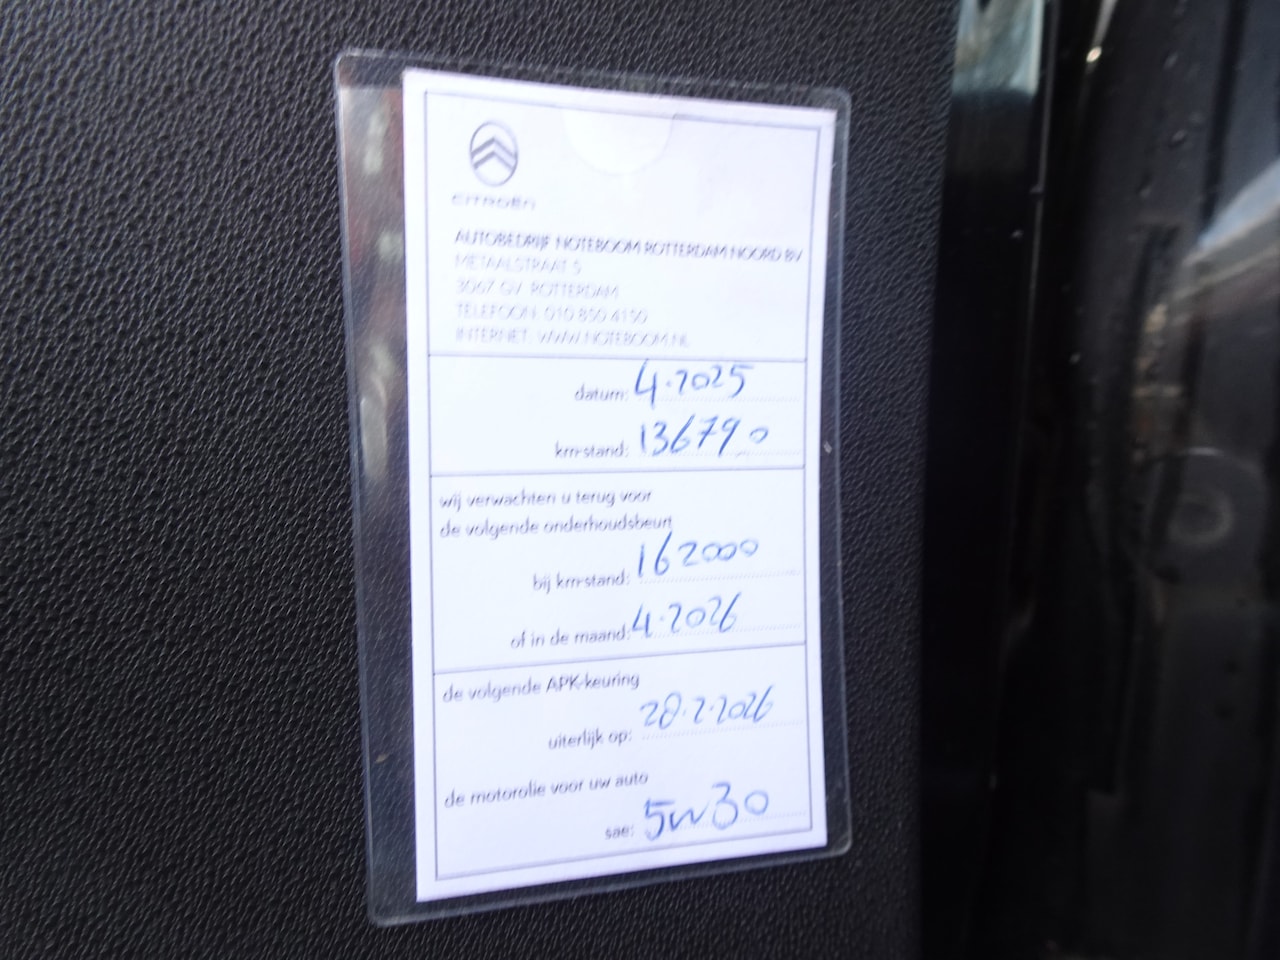 CITROËN
AUTOBEDRIJF NOTEBOOM ROTTERDAM NOORD BV
METAALSTRAAT 5
3067 GV ROTTERDAM
TELEFOON: 010 850 4150
INTERNET: WWW.NOTEBOOM.NL
datum: 4.2025
km-stand: 136790
wij verwachten u terug voor
de volgende onderhoudsbeurt
bij km-stand: 162000
of in de maand: 4.2026
de volgende APK-keuring
uiterlijk op: 28.2.2026
de motorolie voor uw auto
sae: 5w30